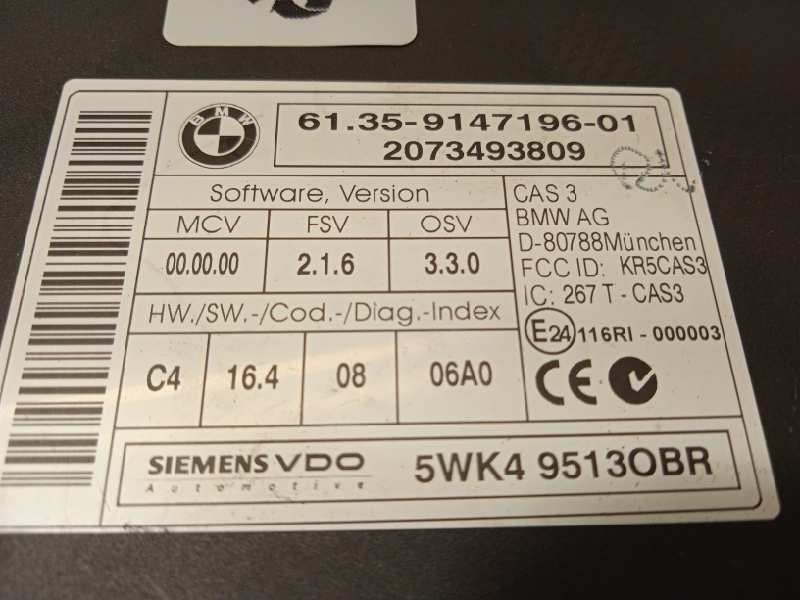 BMW
61.35-9147196-01
2073493809
Software, Version
MCV FSV OSV
00.00.00 2.1.6 3.3.0
HW./SW.-/Cod.-/Diag.-Index
C4 16.4 08 06A0
CAS 3
BMW AG
D-80788München
FCC ID: KR5CAS3
IC: 267 T - CAS3
E24 116RI - 000003
CE
SIEMENS VDO
Automotive
5WK4 9513OBR